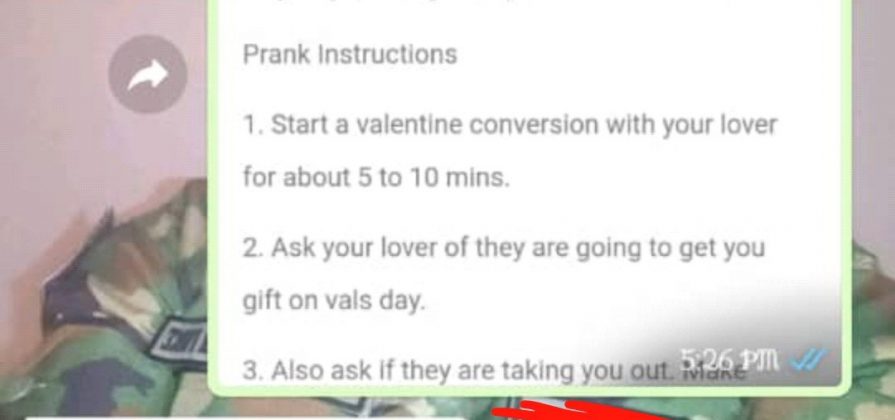 Prank Instructions
1. Start a valentine conversion with your lover
for about 5 to 10 mins.
2. Ask your lover of they are going to get you
gift on vals day.
3. Also ask if they are taking you out. Make
5:26 PM